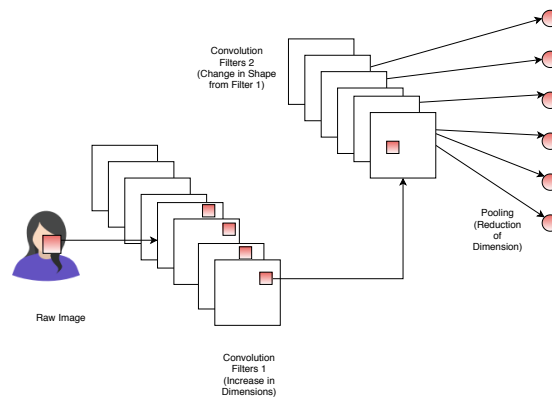 Convolution
Filters 2
(Change in Shape
from Filter 1)
Pooling
(Reduction
of
Dimension)
Raw Image
Convolution
Filters 1
(Increase in
Dimensions)